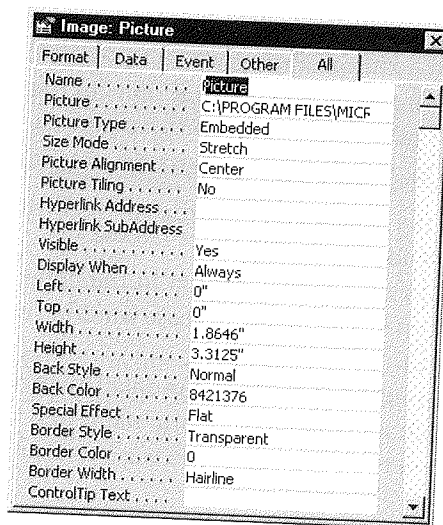 Image: Picture
Format Data Event Other All
Name . . . . . . . . . . . Picture
Picture . . . . . . . . . . C:\PROGRAM FILES\MICR
Picture Type . . . . . . . Embedded
Size Mode . . . . . . . . Stretch
Picture Alignment . . . Center
Picture Tiling . . . . . . No
Hyperlink Address . . .
Hyperlink SubAddress
Visible . . . . . . . . . . . Yes
Display When . . . . . . Always
Left . . . . . . . . . . . . . 0"
Top . . . . . . . . . . . . . 0"
Width . . . . . . . . . . . 1.8646"
Height . . . . . . . . . . . 3.3125"
Back Style . . . . . . . . Normal
Back Color . . . . . . . . 8421376
Special Effect . . . . . . Flat
Border Style . . . . . . . Transparent
Border Color . . . . . . . 0
Border Width . . . . . . Hairline
ControlTip Text . . . .